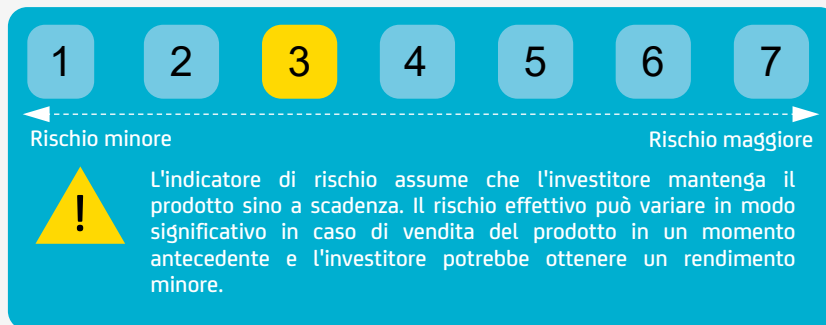 1 2 3 4 5 6 7
Rischio minore Rischio maggiore
!
L'indicatore di rischio assume che l'investitore mantenga il
prodotto sino a scadenza. Il rischio effettivo può variare in modo
significativo in caso di vendita del prodotto in un momento
antecedente e l'investitore potrebbe ottenere un rendimento
minore.